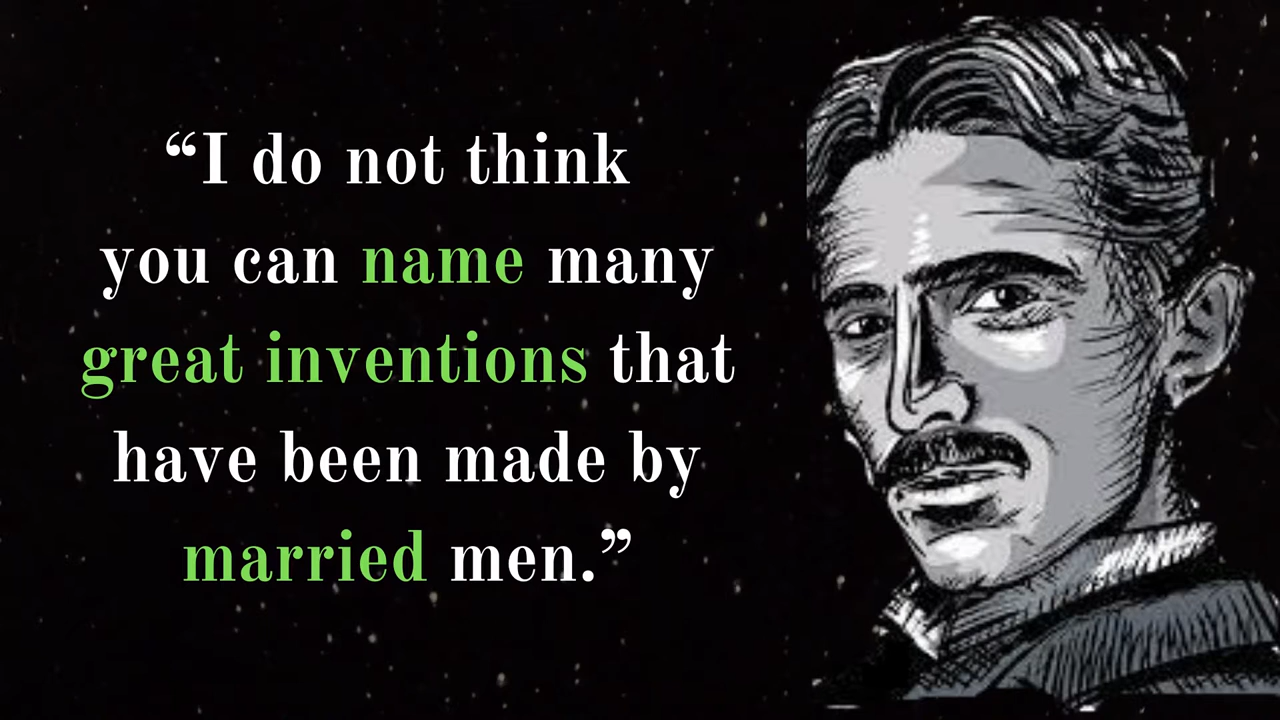 “I do not think
you can name many
great inventions that
have been made by
married men.”